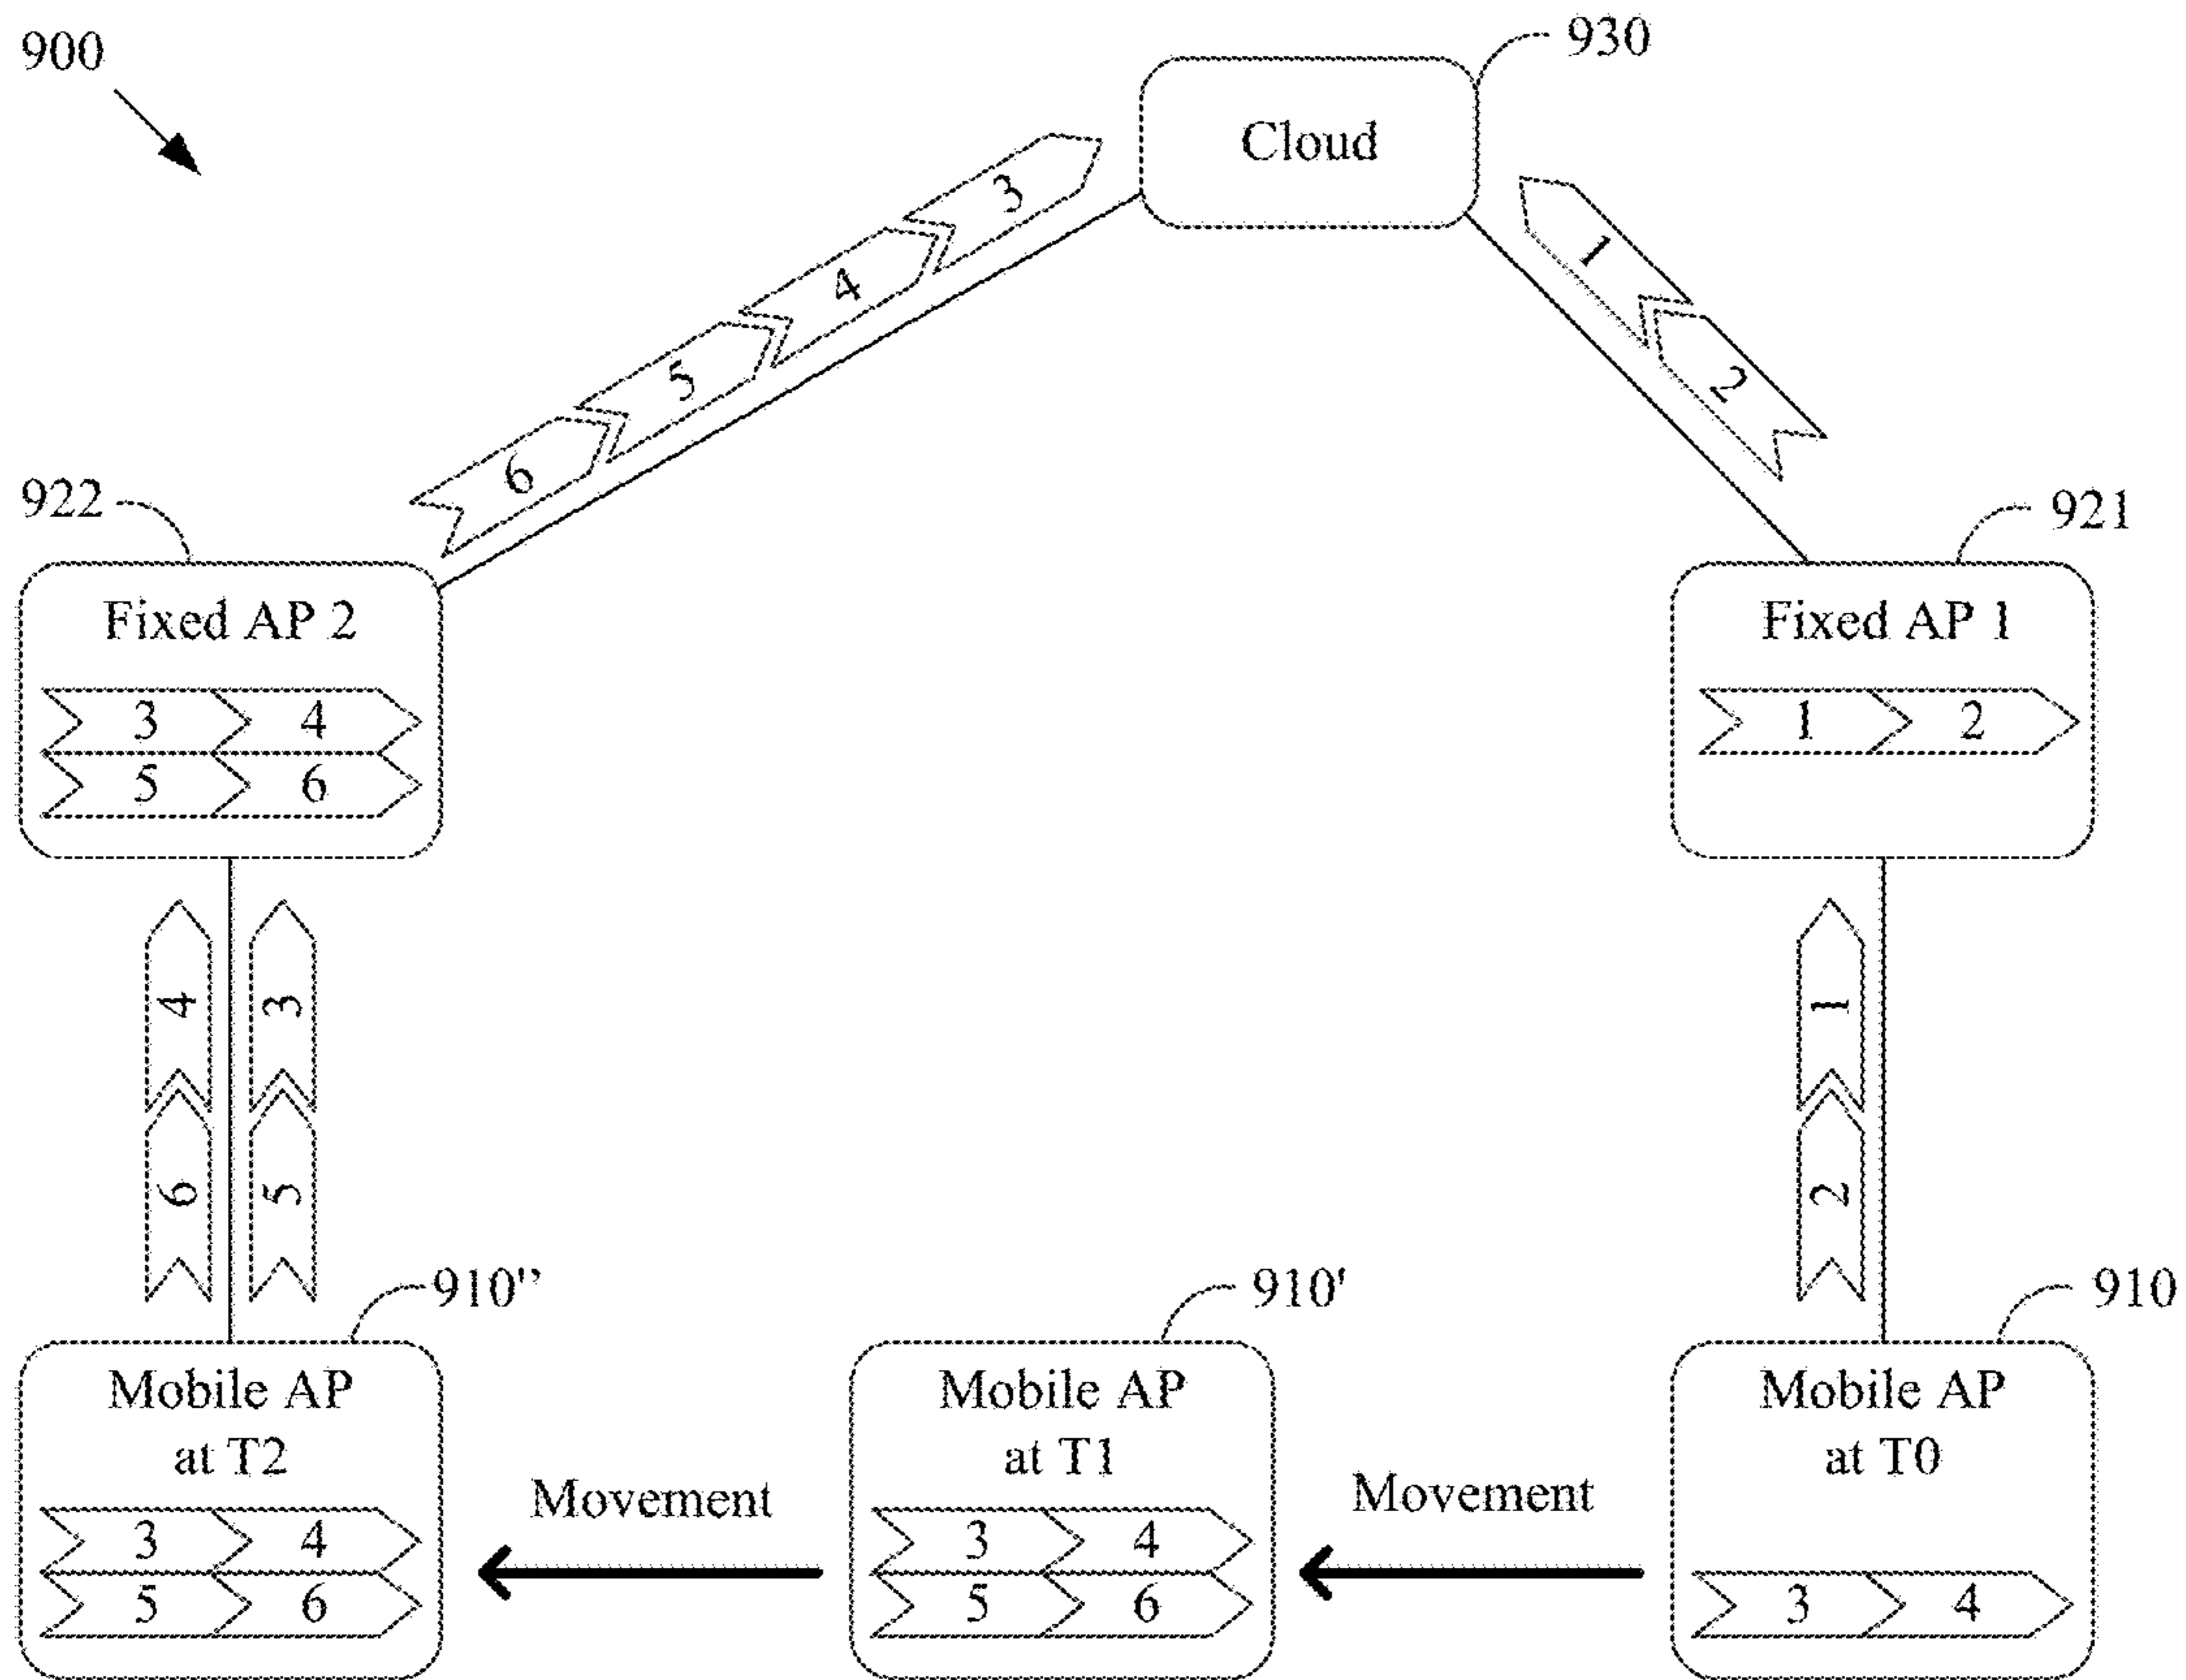 900
930
Cloud
3
4
5
6
1
2
922
921
Fixed AP 2
3 4
5 6
Fixed AP 1
1 2
4 3
6 5
1
2
910"
910'
910
Mobile AP
at T2
3 4
5 6
Movement
Mobile AP
at T1
3 4
5 6
Movement
Mobile AP
at T0
3 4